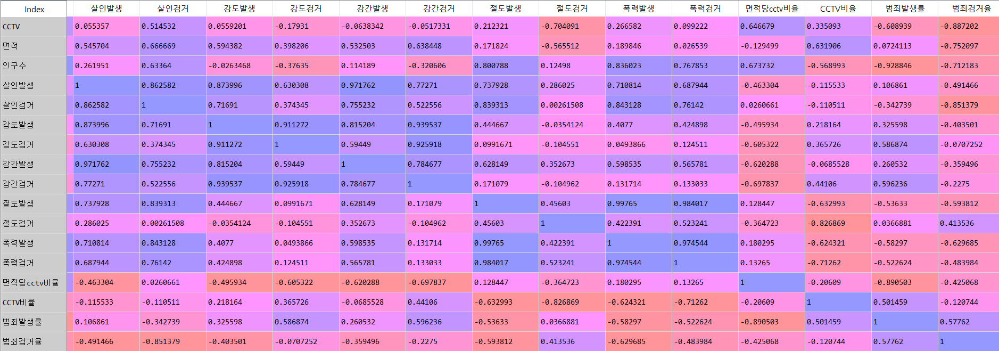 Index 살인발생 살인검거 강도발생 강도검거 강간발생 강간검거 절도발생 절도검거 폭력발생 폭력검거 면적당cctv비율 CCTV비율 범죄발생률 범죄검거율
CCTV 0.055357 0.514532 0.0559201 -0.17931 -0.0638342 -0.0517331 0.212321 -0.704091 0.266582 0.099222 0.646679 0.335093 -0.608939 -0.887202
면적 0.545704 0.666669 0.594382 0.398206 0.532503 0.638448 0.171824 -0.565512 0.189846 0.026539 -0.129499 0.631906 0.0724113 -0.752097
인구수 0.261951 0.63364 -0.0263468 -0.37635 0.114189 -0.320606 0.800788 0.12498 0.836023 0.767853 0.673732 -0.568993 -0.928846 -0.712183
살인발생 1 0.862582 0.873996 0.630308 0.971762 0.77271 0.737928 0.286025 0.710814 0.687944 -0.463304 -0.115533 0.106861 -0.491466
살인검거 0.862582 1 0.71691 0.374345 0.755232 0.522556 0.839313 0.00261508 0.843128 0.76142 0.0260661 -0.110511 -0.342739 -0.851379
강도발생 0.873996 0.71691 1 0.911272 0.815204 0.939537 0.444667 -0.0354124 0.4077 0.424898 -0.495934 0.218164 0.325598 -0.403501
강도검거 0.630308 0.374345 0.911272 1 0.59449 0.925918 0.0991671 -0.104551 0.0493866 0.124511 -0.605322 0.365726 0.586874 -0.0707252
강간발생 0.971762 0.755232 0.815204 0.59449 1 0.784677 0.628149 0.352673 0.598535 0.565781 -0.620288 -0.0685528 0.260532 -0.359496
강간검거 0.77271 0.522556 0.939537 0.925918 0.784677 1 0.171079 -0.104962 0.131714 0.133033 -0.697837 0.44106 0.596236 -0.2275
절도발생 0.737928 0.839313 0.444667 0.0991671 0.628149 0.171079 1 0.45603 0.99765 0.984017 0.128447 -0.632993 -0.53633 -0.593812
절도검거 0.286025 0.00261508 -0.0354124 -0.104551 0.352673 -0.104962 0.45603 1 0.422391 0.523241 -0.364723 -0.826869 0.0366881 0.413536
폭력발생 0.710814 0.843128 0.4077 0.0493866 0.598535 0.131714 0.99765 0.422391 1 0.974544 0.180295 -0.624321 -0.58297 -0.629685
폭력검거 0.687944 0.76142 0.424898 0.124511 0.565781 0.133033 0.984017 0.523241 0.974544 1 0.13265 -0.71262 -0.522624 -0.483984
면적당cctv비율 -0.463304 0.0260661 -0.495934 -0.605322 -0.620288 -0.697837 0.128447 -0.364723 0.180295 0.13265 1 -0.20609 -0.890503 -0.425068
CCTV비율 -0.115533 -0.110511 0.218164 0.365726 -0.0685528 0.44106 -0.632993 -0.826869 -0.624321 -0.71262 -0.20609 1 0.501459 -0.120744
범죄발생률 0.106861 -0.342739 0.325598 0.586874 0.260532 0.596236 -0.53633 0.0366881 -0.58297 -0.522624 -0.890503 0.501459 1 0.57762
범죄검거율 -0.491466 -0.851379 -0.403501 -0.0707252 -0.359496 -0.2275 -0.593812 0.413536 -0.629685 -0.483984 -0.425068 -0.120744 0.57762 1